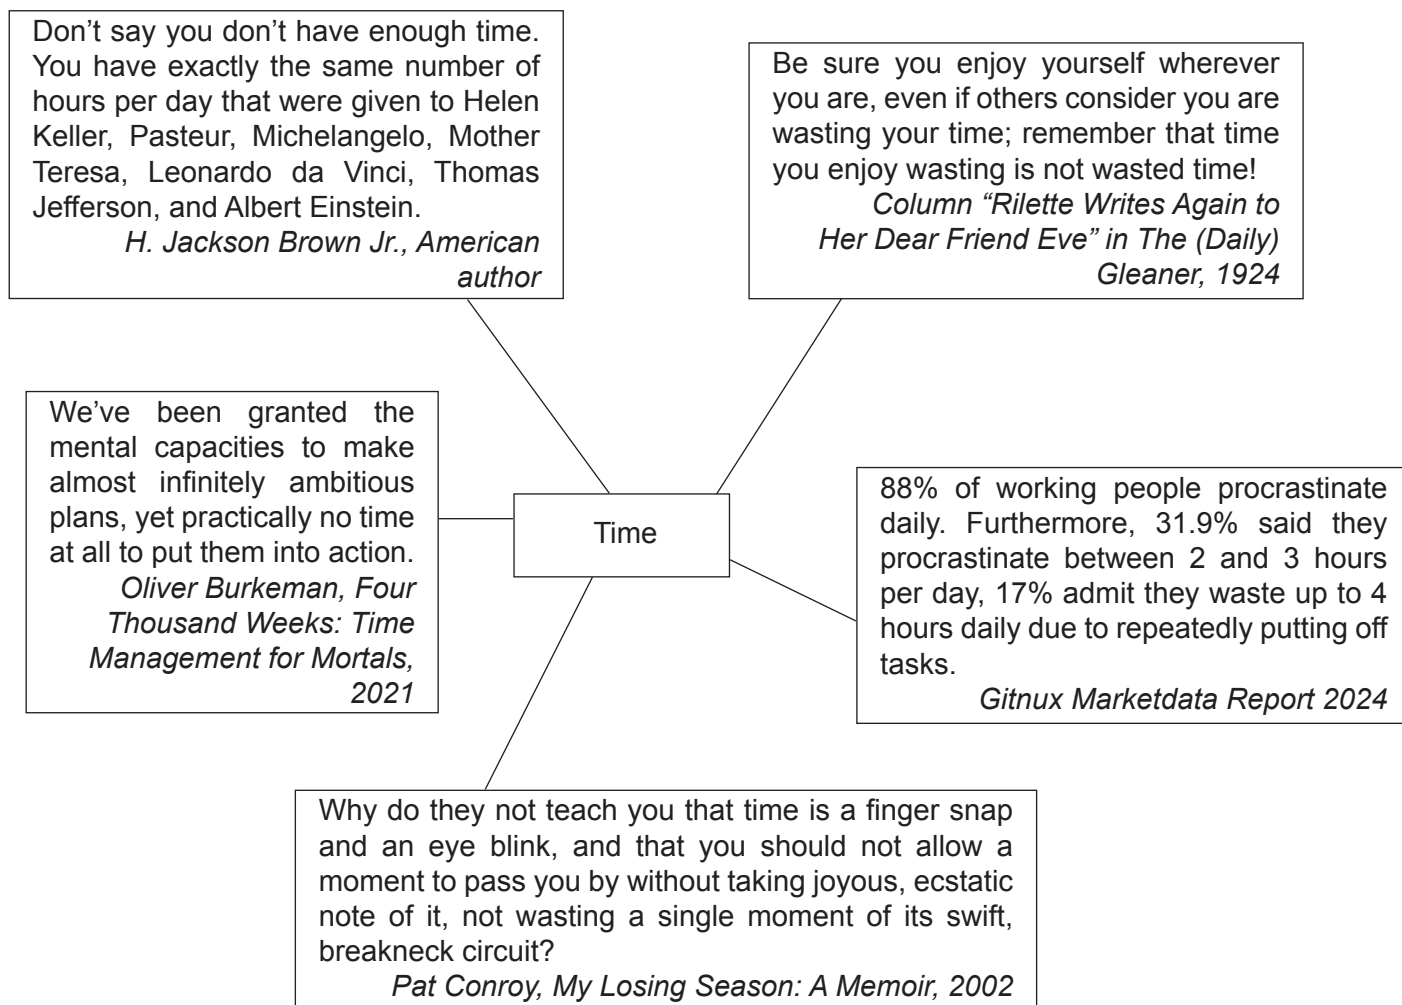 Don’t say you don’t have enough time.
You have exactly the same number of
hours per day that were given to Helen
Keller, Pasteur, Michelangelo, Mother
Teresa, Leonardo da Vinci, Thomas
Jefferson, and Albert Einstein.
H. Jackson Brown Jr., American
author
Be sure you enjoy yourself wherever
you are, even if others consider you are
wasting your time; remember that time
you enjoy wasting is not wasted time!
Column “Rilette Writes Again to
Her Dear Friend Eve” in The (Daily)
Gleaner, 1924
We’ve been granted the
mental capacities to make
almost infinitely ambitious
plans, yet practically no time
at all to put them into action.
Oliver Burkeman, Four
Thousand Weeks: Time
Management for Mortals,
2021
Time
88% of working people procrastinate
daily. Furthermore, 31.9% said they
procrastinate between 2 and 3 hours
per day, 17% admit they waste up to 4
hours daily due to repeatedly putting off
tasks.
Gitnux Marketdata Report 2024
Why do they not teach you that time is a finger snap
and an eye blink, and that you should not allow a
moment to pass you by without taking joyous, ecstatic
note of it, not wasting a single moment of its swift,
breakneck circuit?
Pat Conroy, My Losing Season: A Memoir, 2002